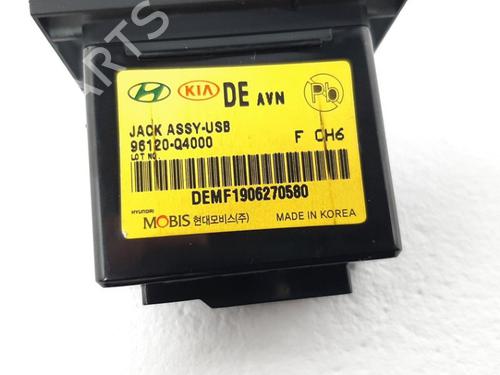 KIA DE AVN Pb
JACK ASSY-USB
96120-Q4000 F CH6
LOT NO.
DEMF1906270580
HYUNDAI
MOBIS 현대모비스(주) MADE IN KOREA
PARTS